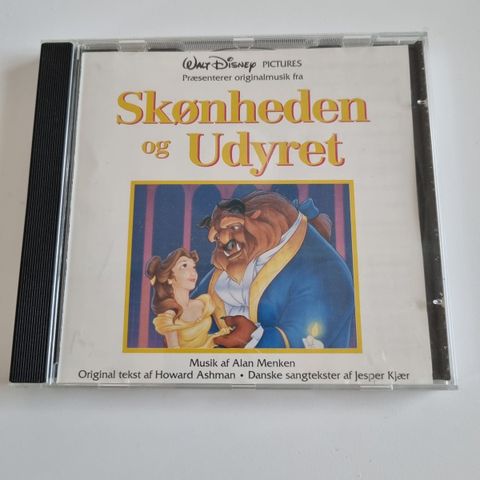 Walt Disney PICTURES
Præsenterer originalmusik fra
Skønheden
og Udyret
Musik af Alan Menken
Original tekst af Howard Ashman • Danske sangtekster af Jesper Kjær